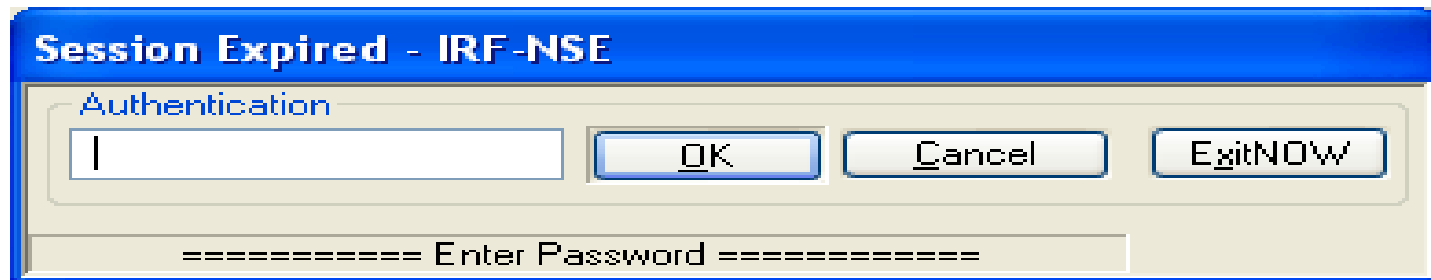 Session Expired - IRF-NSE
Authentication
OK Cancel ExitNOW
=========== Enter Password ============